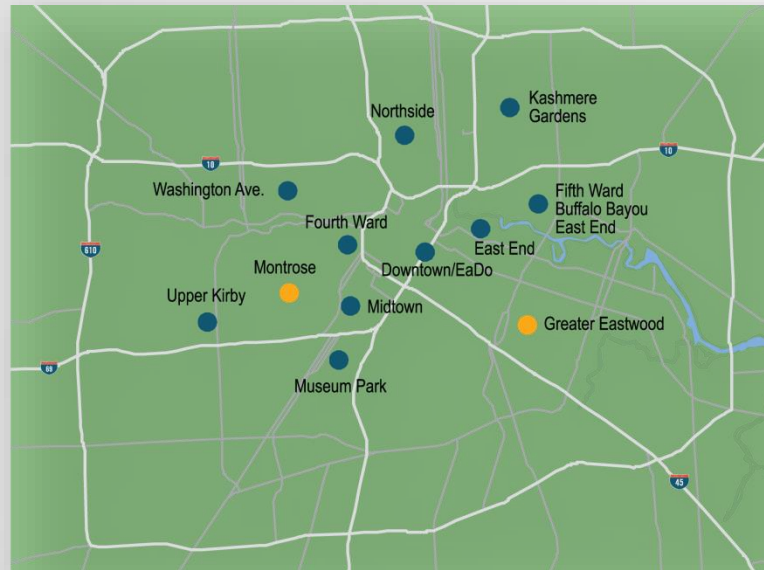 Kashmere
Gardens
Northside
10
10
Washington Ave.
Fifth Ward
Buffalo Bayou
East End
Fourth Ward
East End
610
Downtown/EaDo
Montrose
Upper Kirby
Midtown
Greater Eastwood
69
Museum Park
45